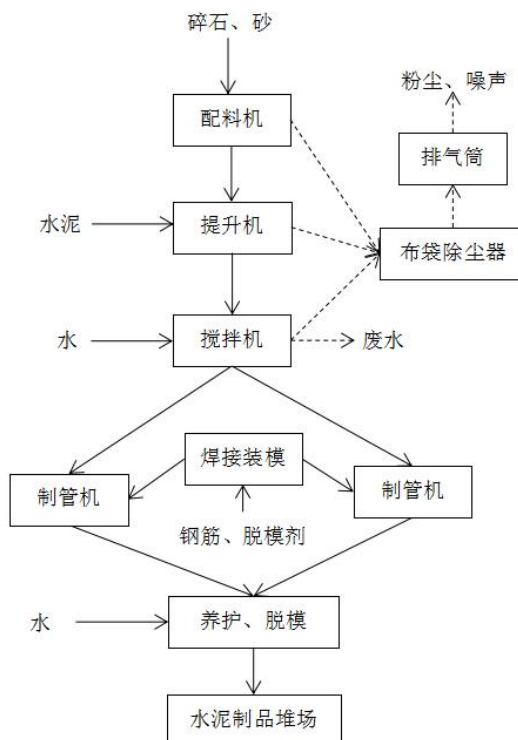 碎石、砂
粉尘、噪声
配料机
排气筒
水泥
提升机
布袋除尘器
水
搅拌机
废水
焊接装模
制管机
制管机
钢筋、脱模剂
水
养护、脱模
水泥制品堆场